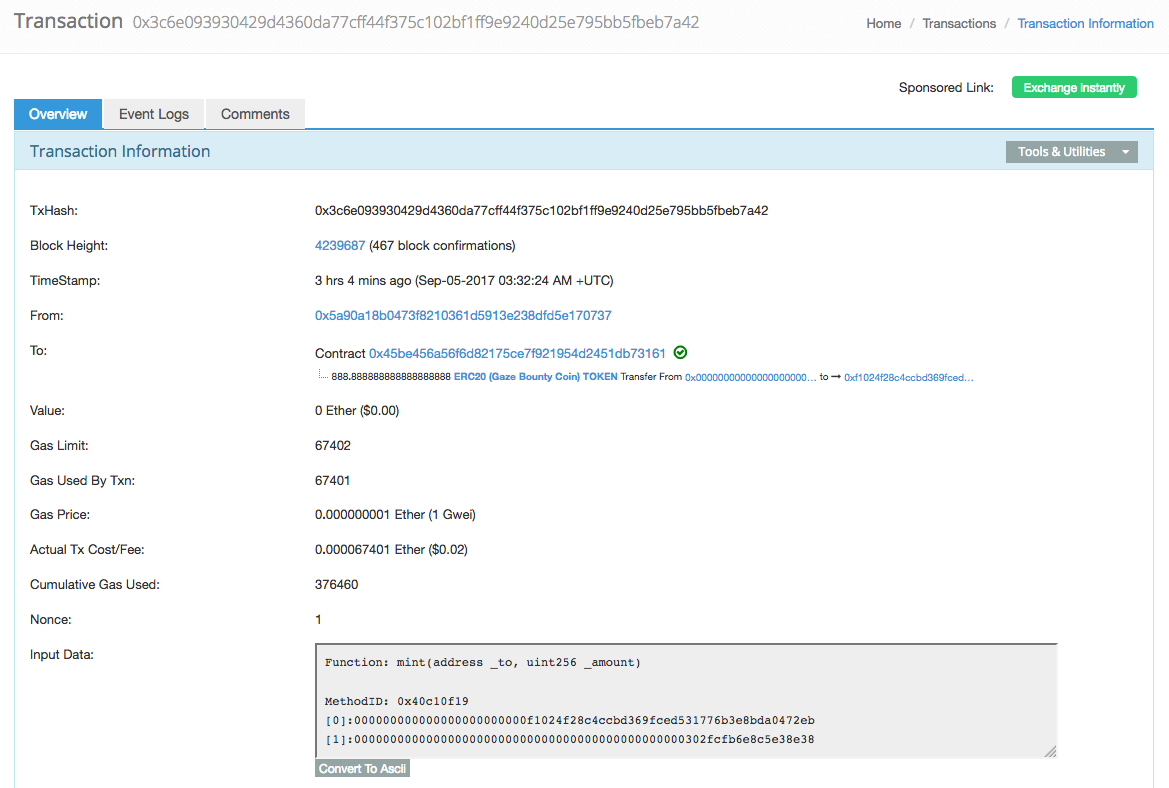 Transaction 0x3c6e093930429d4360da77cff44f375c102bf1ff9e9240d25e795bb5fbeb7a42
Home / Transactions / Transaction Information
Sponsored Link: Exchange Instantly
Overview Event Logs Comments
Transaction Information Tools & Utilities
TxHash: 0x3c6e093930429d4360da77cff44f375c102bf1ff9e9240d25e795bb5fbeb7a42
Block Height: 4239687 (467 block confirmations)
TimeStamp: 3 hrs 4 mins ago (Sep-05-2017 03:32:24 AM +UTC)
From: 0x5a90a18b0473f8210361d5913e238dfd5e170737
To: Contract 0x45be456a56f6d82175ce7f921954d2451db73161
888.888888888888888888 ERC20 (Gaze Bounty Coin) TOKEN Transfer From 0x00000000000000000000… to → 0xf1024f28c4ccbd369fced…
Value: 0 Ether ($0.00)
Gas Limit: 67402
Gas Used By Txn: 67401
Gas Price: 0.000000001 Ether (1 Gwei)
Actual Tx Cost/Fee: 0.000067401 Ether ($0.02)
Cumulative Gas Used: 376460
Nonce: 1
Input Data:
Function: mint(address _to, uint256 _amount)
MethodID: 0x40c10f19
[0]:000000000000000000000000f1024f28c4ccbd369fced531776b3e8bda0472eb
[1]:0000000000000000000000000000000000000000000000302fcfb6e8c5e38e38
Convert To Ascii